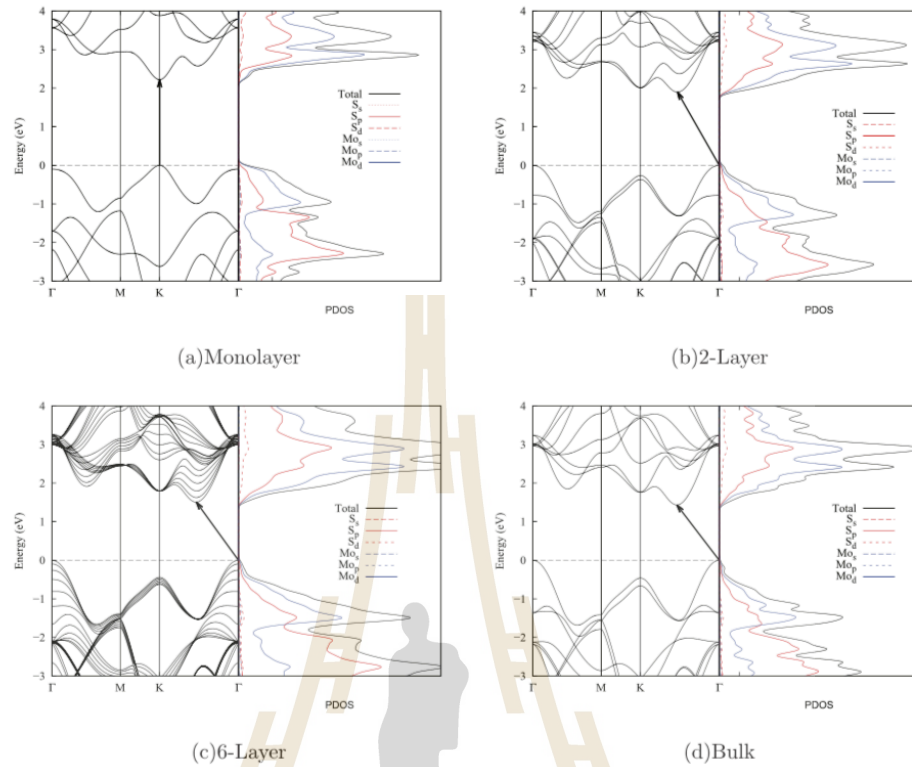 4
3
2
1
0
−1
−2
−3
Energy (eV)
Γ
M
K
Γ
PDOS
Total
S_s
S_p
S_d
Mo_s
Mo_p
Mo_d
(a)Monolayer
4
3
2
1
0
−1
−2
−3
Energy (eV)
Γ
M
K
Γ
PDOS
Total
S_s
S_p
S_d
Mo_s
Mo_p
Mo_d
(b)2-Layer
4
3
2
1
0
−1
−2
−3
Energy (eV)
Γ
M
K
Γ
PDOS
Total
S_s
S_p
S_d
Mo_s
Mo_p
Mo_d
(c)6-Layer
4
3
2
1
0
−1
−2
−3
Energy (eV)
Γ
M
K
Γ
PDOS
Total
S_s
S_p
S_d
Mo_s
Mo_p
Mo_d
(d)Bulk